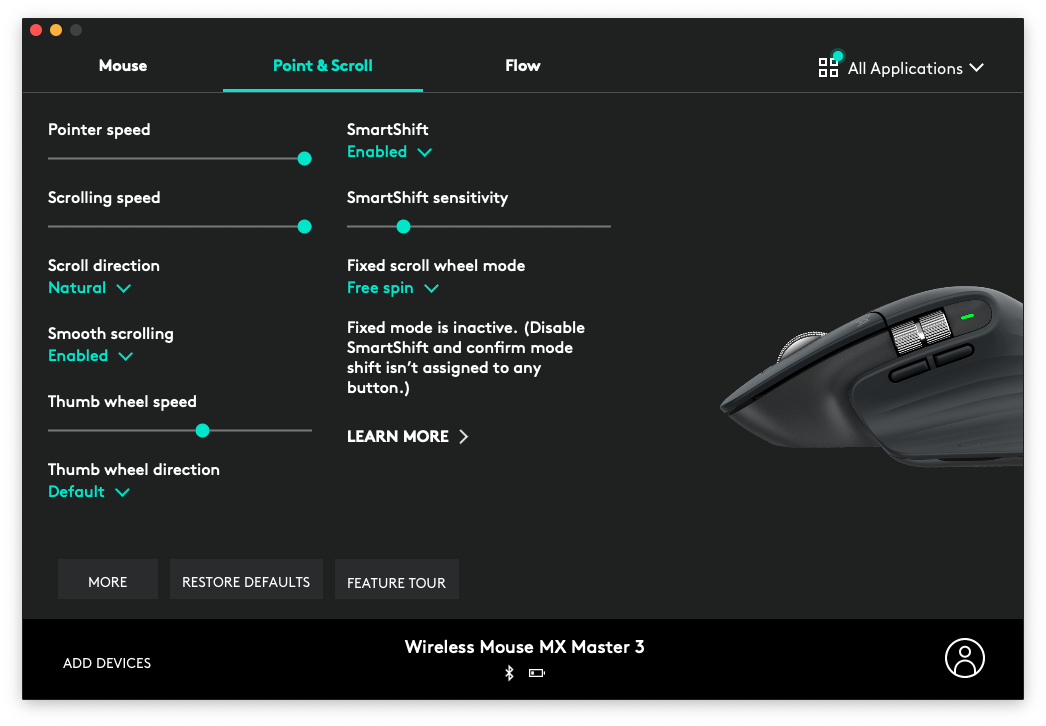 Mouse
Point & Scroll
Flow
All Applications
Pointer speed
Scrolling speed
Scroll direction
Natural
Smooth scrolling
Enabled
Thumb wheel speed
Thumb wheel direction
Default
SmartShift
Enabled
SmartShift sensitivity
Fixed scroll wheel mode
Free spin
Fixed mode is inactive. (Disable
SmartShift and confirm mode
shift isn’t assigned to any
button.)
LEARN MORE
MORE
RESTORE DEFAULTS
FEATURE TOUR
ADD DEVICES
Wireless Mouse MX Master 3